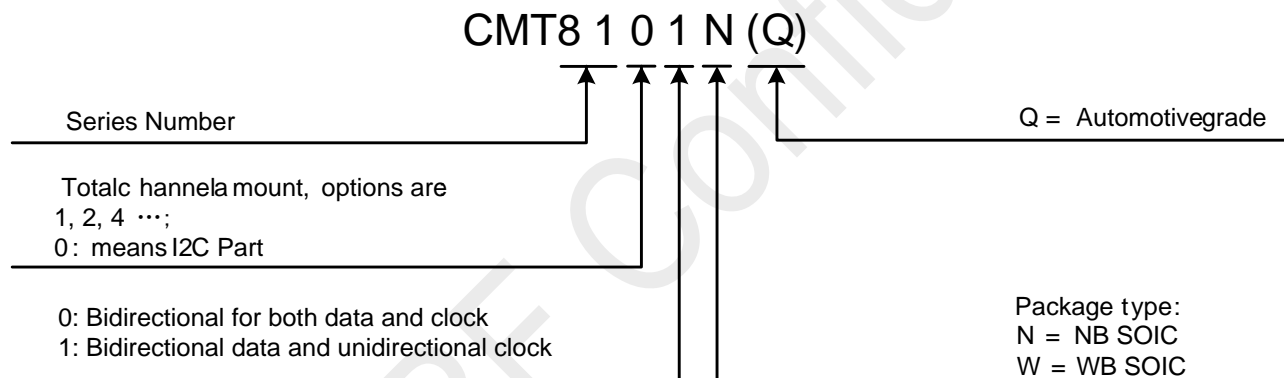 CMT8 1 0 1 N (Q)
Series Number
Q = Automotivegrade
Totalc hannela mount, options are
1, 2, 4 ···;
0: means I2C Part
0: Bidirectional for both data and clock
1: Bidirectional data and unidirectional clock
Package type:
N = NB SOIC
W = WB SOIC